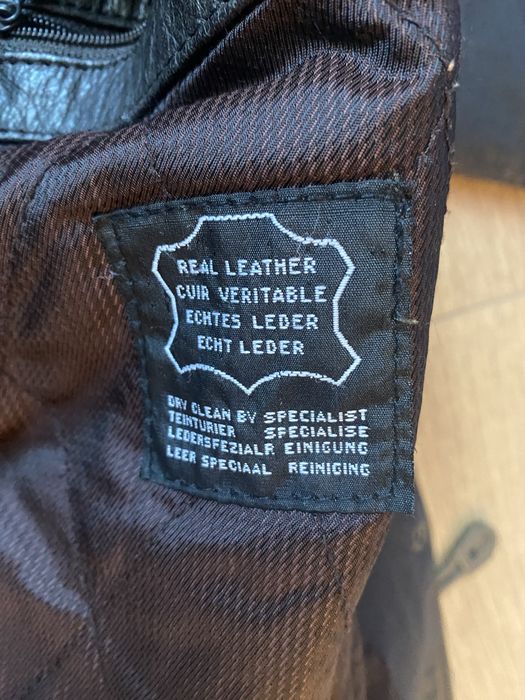 REAL LEATHER
CUIR VERITABLE
ECHTES LEDER
ECHT LEDER
DRY CLEAN BY SPECIALIST
TEINTURIER SPECIALISE
LEDERSFEZIALR EINIGUNG
LEER SPECIAAL REINIGING